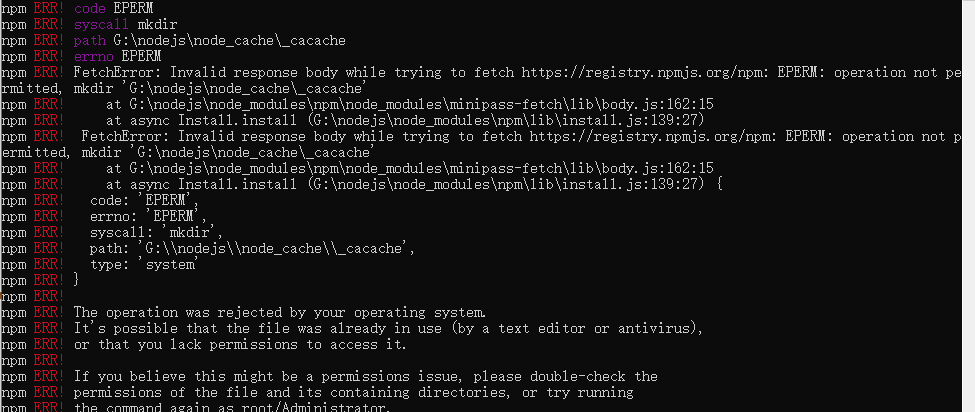 npm ERR! code EPERM
npm ERR! syscall mkdir
npm ERR! path G:\nodejs\node_cache\_cacache
npm ERR! errno EPERM
npm ERR! FetchError: Invalid response body while trying to fetch https://registry.npmjs.org/npm: EPERM: operation not pe
rmitted, mkdir 'G:\nodejs\node_cache\_cacache'
npm ERR!     at G:\nodejs\node_modules\npm\node_modules\minipass-fetch\lib\body.js:162:15
npm ERR!     at async Install.install (G:\nodejs\node_modules\npm\lib\install.js:139:27)
npm ERR!  FetchError: Invalid response body while trying to fetch https://registry.npmjs.org/npm: EPERM: operation not p
ermitted, mkdir 'G:\nodejs\node_cache\_cacache'
npm ERR!     at G:\nodejs\node_modules\npm\node_modules\minipass-fetch\lib\body.js:162:15
npm ERR!     at async Install.install (G:\nodejs\node_modules\npm\lib\install.js:139:27) {
npm ERR!   code: 'EPERM',
npm ERR!   errno: 'EPERM',
npm ERR!   syscall: 'mkdir',
npm ERR!   path: 'G:\\nodejs\\node_cache\\_cacache',
npm ERR!   type: 'system'
npm ERR! }
npm ERR!
npm ERR! The operation was rejected by your operating system.
npm ERR! It's possible that the file was already in use (by a text editor or antivirus),
npm ERR! or that you lack permissions to access it.
npm ERR!
npm ERR! If you believe this might be a permissions issue, please double-check the
npm ERR! permissions of the file and its containing directories, or try running
npm ERR! the command again as root/Administrator.